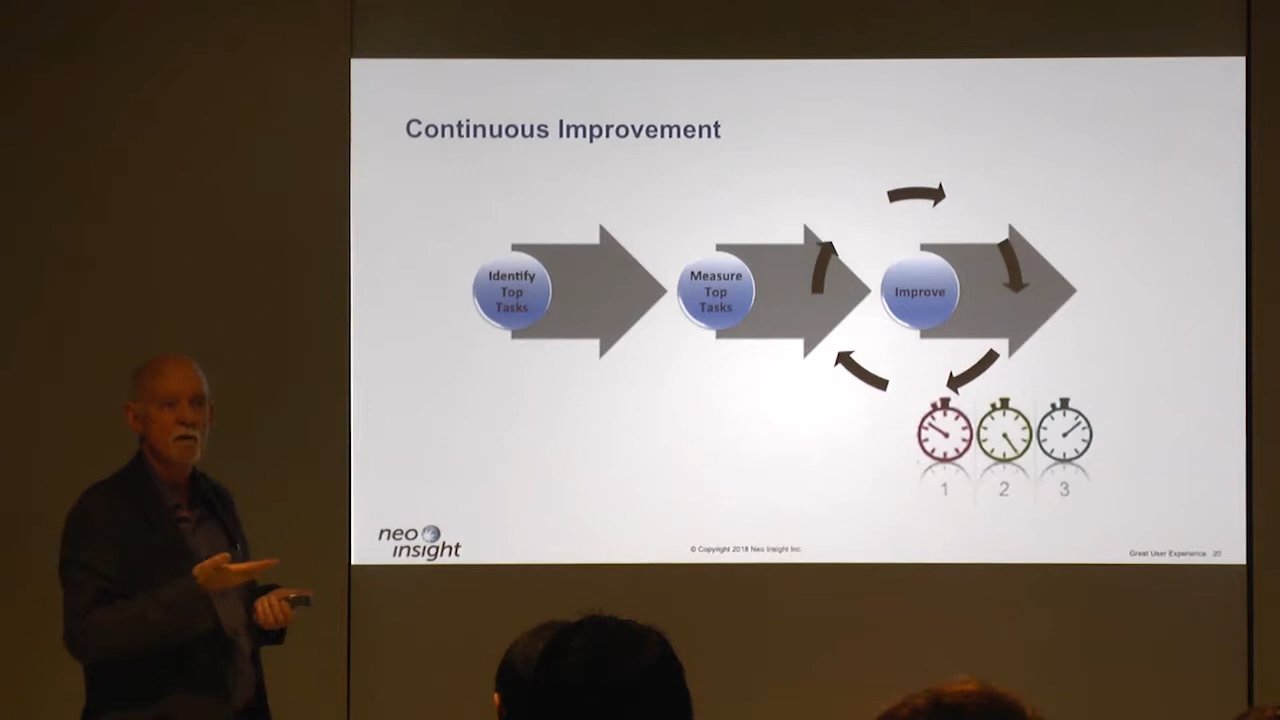 Continuous Improvement
Identify
Top
Tasks
Measure
Top
Tasks
Improve
1 2 3
neo
insight
© Copyright 2018 Neo Insight Inc.
Great User Experience 20